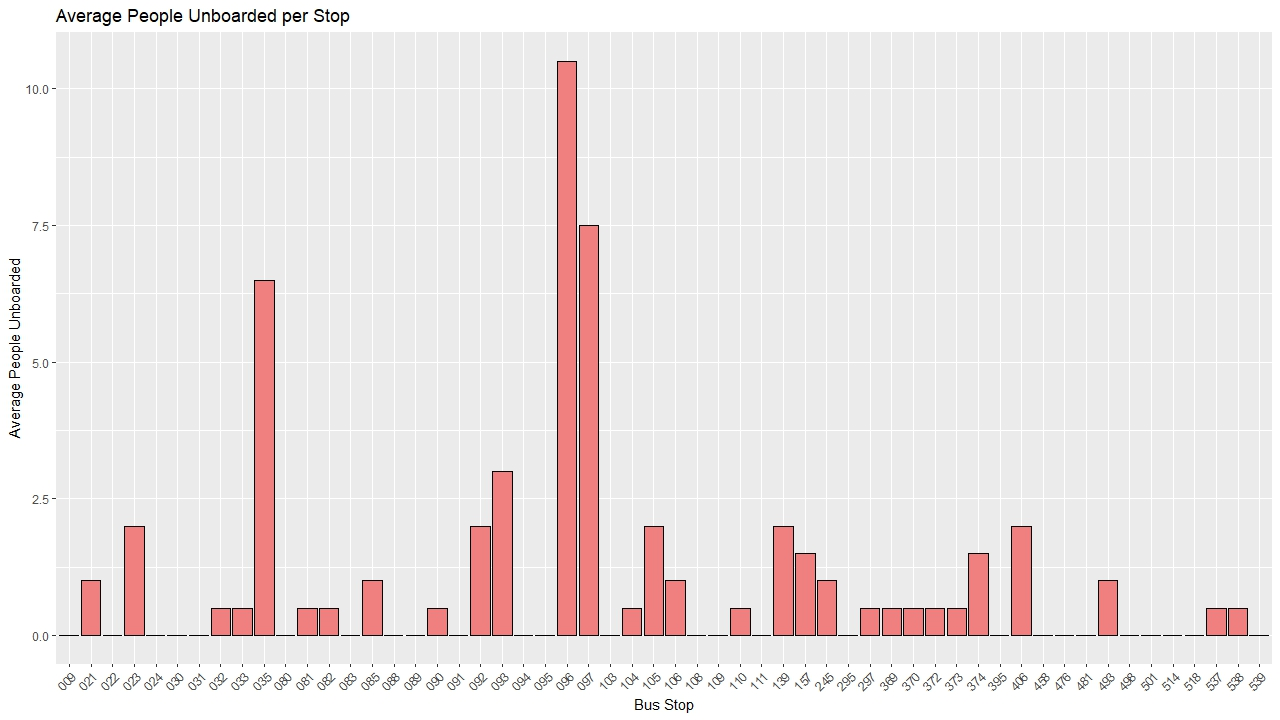 Average People Unboarded per Stop
Average People Unboarded
10.0
7.5
5.0
2.5
0.0
009 021 022 023 024 030 031 032 033 035 080 081 082 083 085 088 089 090 091 092 093 094 095 096 097 103 104 105 106 108 109 110 111 139 157 245 295 297 369 370 372 373 374 395 406 458 476 481 493 498 501 514 518 537 538 539
Bus Stop